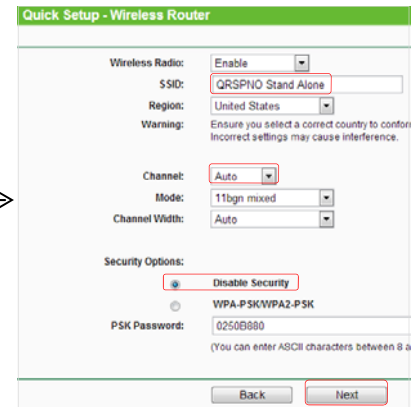 Quick Setup - Wireless Router
Wireless Radio: Enable
SSID: QRSPNO Stand Alone
Region: United States
Warning: Ensure you select a correct country to conform
Incorrect settings may cause interference.
Channel: Auto
Mode: 11bgn mixed
Channel Width: Auto
Security Options:
Disable Security
WPA-PSK/WPA2-PSK
PSK Password: 0250B880
(You can enter ASCII characters between 8 a
Back Next